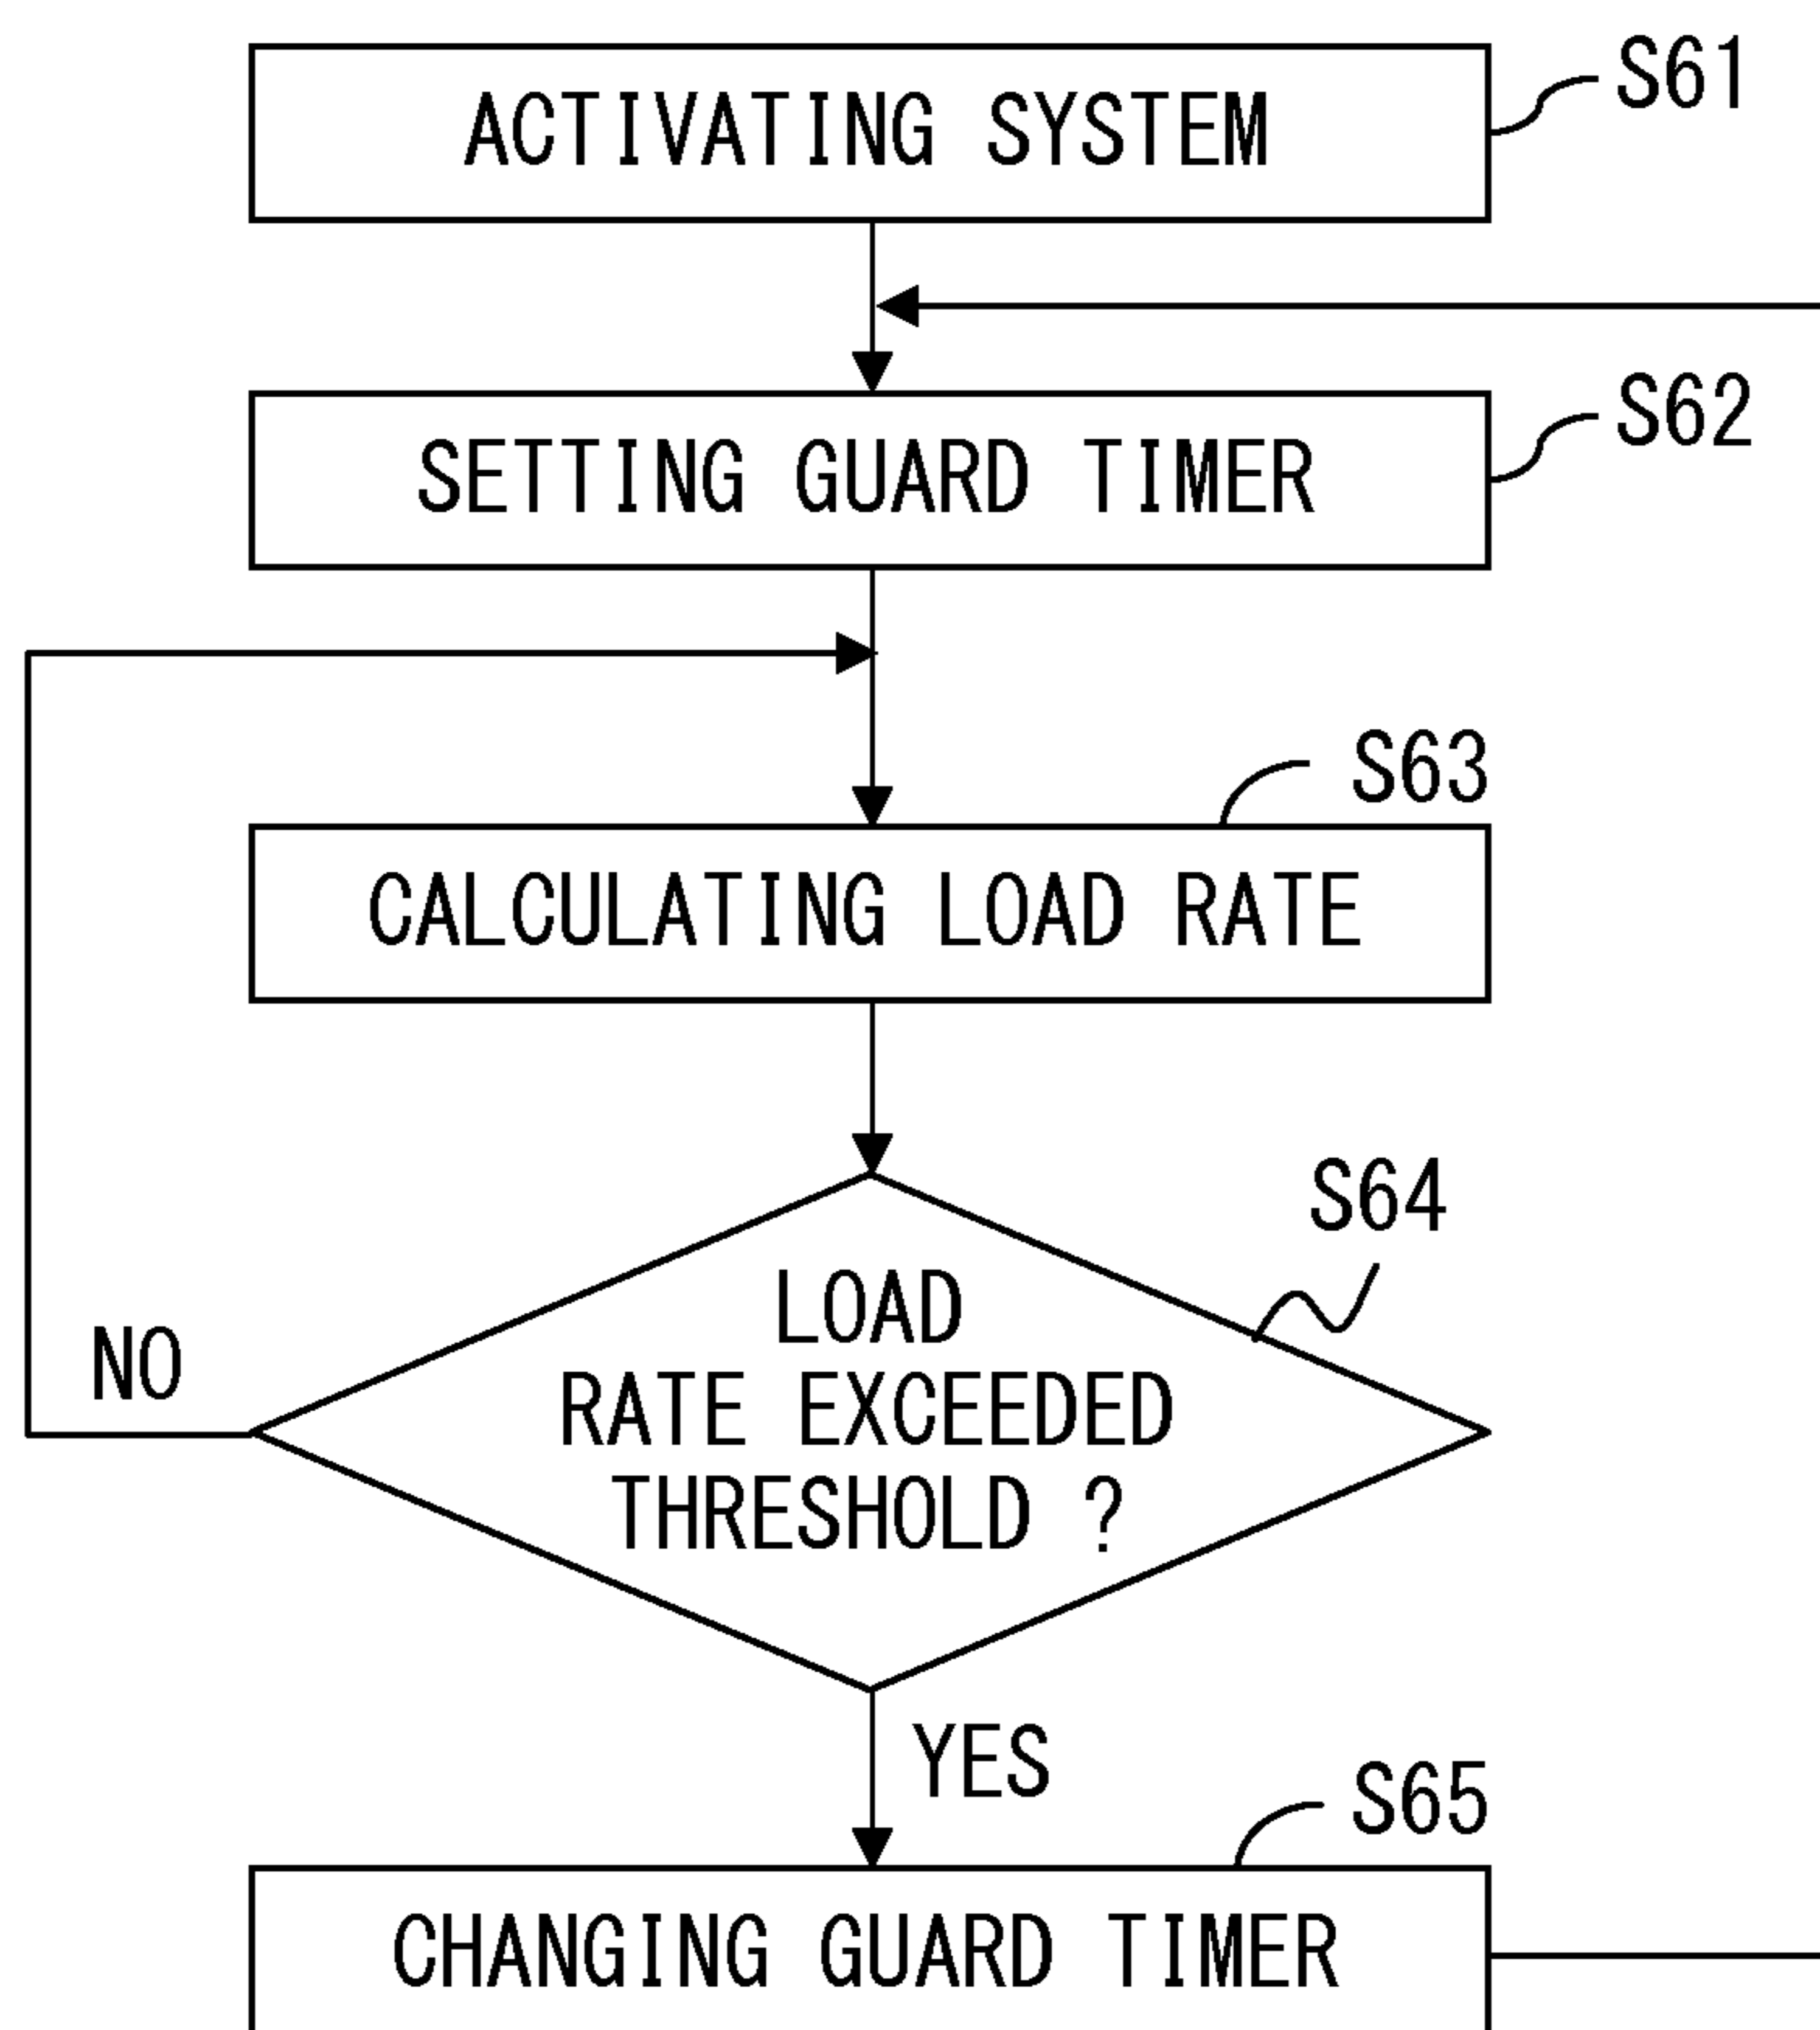 S61
ACTIVATING SYSTEM
S62
SETTING GUARD TIMER
S63
CALCULATING LOAD RATE
S64
LOAD
RATE EXCEEDED
THRESHOLD ?
NO
YES
S65
CHANGING GUARD TIMER